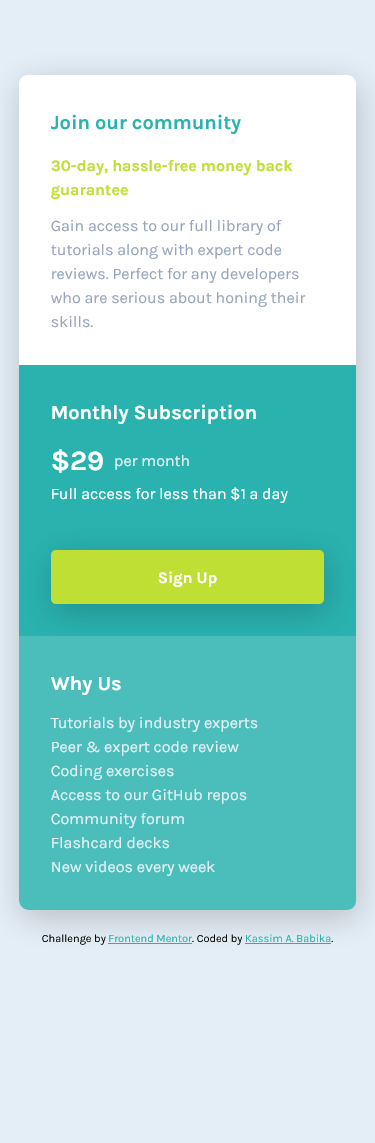 Join our community
30-day, hassle-free money back
guarantee
Gain access to our full library of
tutorials along with expert code
reviews. Perfect for any developers
who are serious about honing their
skills.
Monthly Subscription
$29 per month
Full access for less than $1 a day
Sign Up
Why Us
Tutorials by industry experts
Peer & expert code review
Coding exercises
Access to our GitHub repos
Community forum
Flashcard decks
New videos every week
Challenge by Frontend Mentor. Coded by Kassim A. Babika.